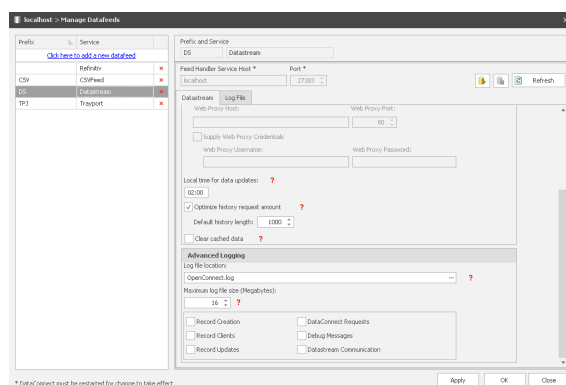 localhost > Manage Datafeeds
Prefix Service
Click here to add a new datafeed
Refinitiv
CSV CSVFeed
DS Datastream
TPJ Trayport
Prefix and Service
DS Datastream
Feed Handler Service Host * Port *
localhost 27383 Refresh
Datastream Log File
Web Proxy Host: Web Proxy Port:
80
Supply Web Proxy Credentials
Web Proxy Username: Web Proxy Password:
Local time for data updates: ?
02:00
Optimize history request amount ?
Default history length: 1000
Clear cached data ?
Advanced Logging
Log file location:
OpenConnect.log ... ?
Maximum log file size (Megabytes):
16 ?
Record Creation DataConnect Requests
Record Clients Debug Messages
Record Updates Datastream Communication
Apply OK Close
* DataConnect must be restarted for change to take effect